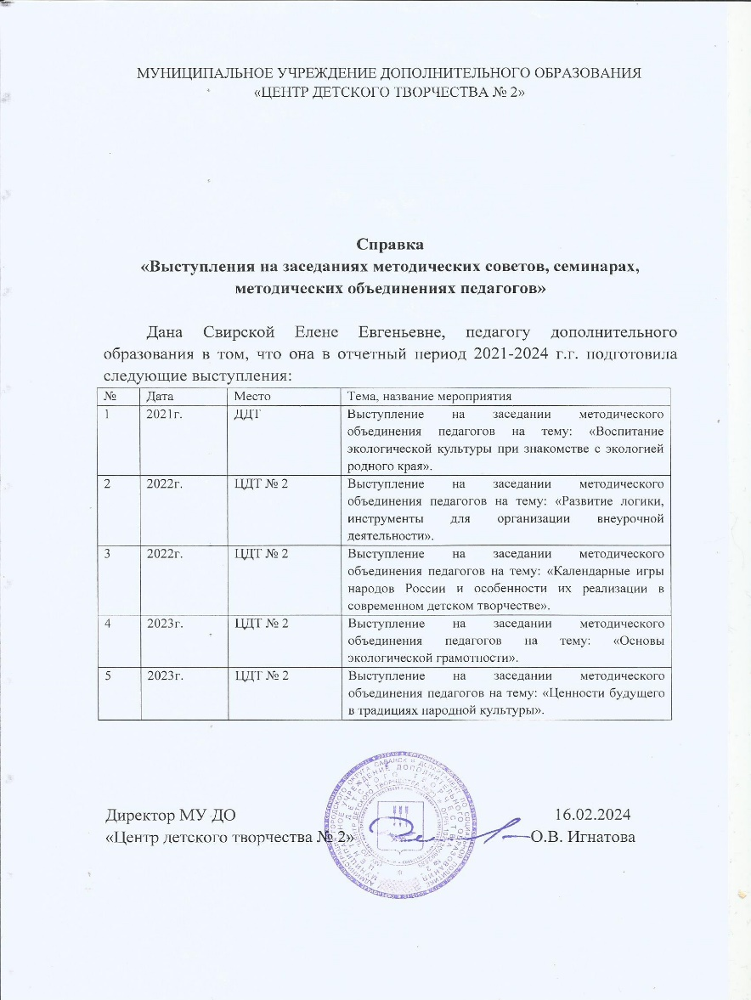 МУНИЦИПАЛЬНОЕ УЧРЕЖДЕНИЕ ДОПОЛНИТЕЛЬНОГО ОБРАЗОВАНИЯ
«ЦЕНТР ДЕТСКОГО ТВОРЧЕСТВА № 2»
Справка
«Выступления на заседаниях методических советов, семинарах,
методических объединениях педагогов»
Дана Свирской Елене Евгеньевне, педагогу дополнительного
образования в том, что она в отчетный период 2021-2024 г.г. подготовила
следующие выступления:
№ Дата Место Тема, название мероприятия
1 2021г. ДДТ Выступление на заседании методического
объединения педагогов на тему: «Воспитание
экологической культуры при знакомстве с экологией
родного края».
2 2022г. ЦДТ № 2 Выступление на заседании методического
объединения педагогов на тему: «Развитие логики,
инструменты для организации внеурочной
деятельности».
3 2022г. ЦДТ № 2 Выступление на заседании методического
объединения педагогов на тему: «Календарные игры
народов России и особенности их реализации в
современном детском творчестве».
4 2023г. ЦДТ № 2 Выступление на заседании методического
объединения педагогов на тему: «Основы
экологической грамотности».
5 2023г. ЦДТ № 2 Выступление на заседании методического
объединения педагогов на тему: «Ценности будущего
в традициях народной культуры».
Директор МУ ДО 16.02.2024
«Центр детского творчества № 2» О.В. Игнатова